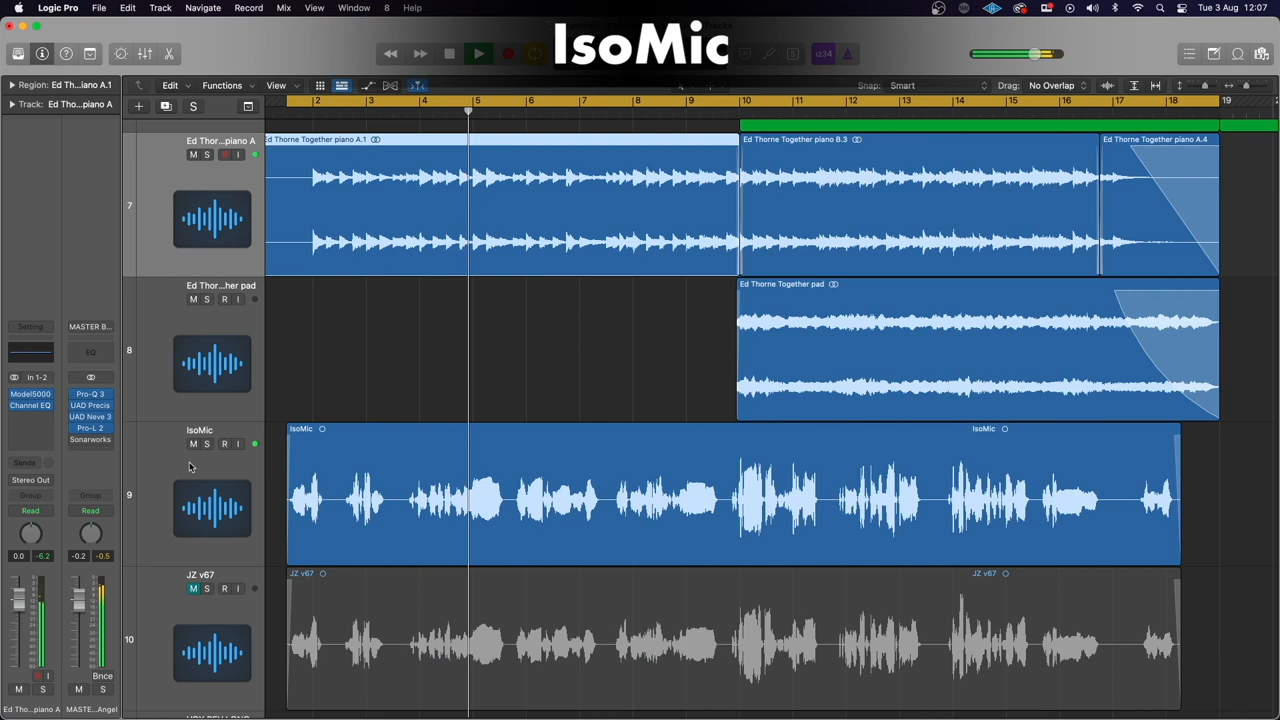 Logic Pro File Edit Track Navigate Record Mix View Window 8 Help Tue 3 Aug 12:07
IsoMic
1234
Region: Ed Tho...iano A.1 Edit Functions View Snap: Smart Drag: No Overlap
Track: Ed Tho...piano A S 2 3 4 5 6 7 8 9 10 11 12 13 14 15 16 17 18 19
Ed Thorne Together piano A.1 Ed Thorne Together piano B.3 Ed Thorne Together piano A.4
Ed Thor...piano A
M S R I
7
Ed Thor...her pad Ed Thorne Together pad
M S R I
8
Setting MASTER B...
EQ
In 1-2
Model5000 Pro-Q 3
Channel EQ UAD Precis
UAD Neve 3
Pro-L 2
Sonarworks
IsoMic IsoMic IsoMic
M S R I
Sends
Stereo Out
Group Group
Read Read
9
0.0 -6.2 -0.2 -0.5
JZ v67 JZ v67 JZ v67
M S R I
10
I Bnce
M S M S
Ed Tho...piano A MASTE...Angel